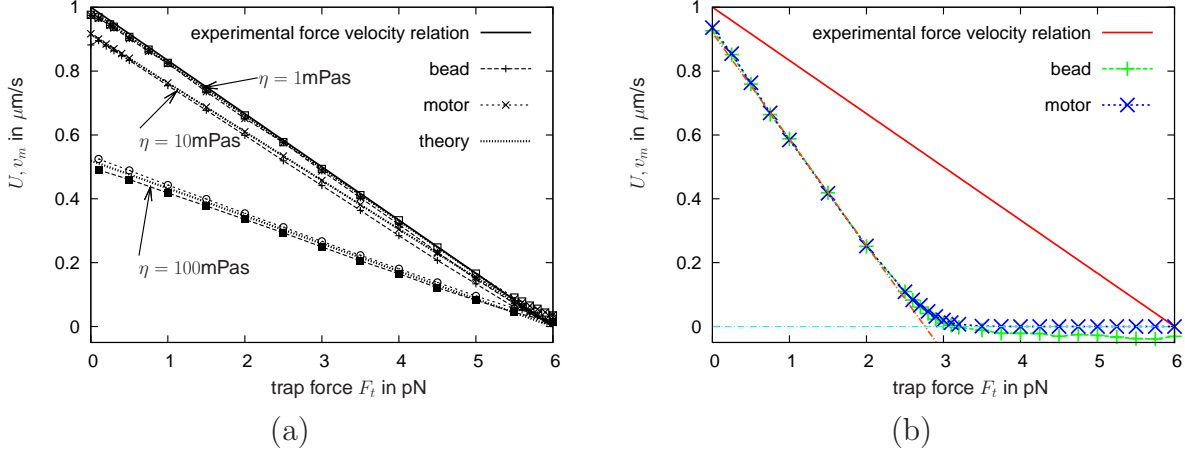 U, v_m in μm/s
1
0.8
0.6
0.4
0.2
0
0 1 2 3 4 5 6
trap force F_t in pN
experimental force velocity relation
bead
motor
theory
η = 1mPas
η = 10mPas
η = 100mPas
(a)
U, v_m in μm/s
1
0.8
0.6
0.4
0.2
0
0 1 2 3 4 5 6
trap force F_t in pN
experimental force velocity relation
bead
motor
(b)